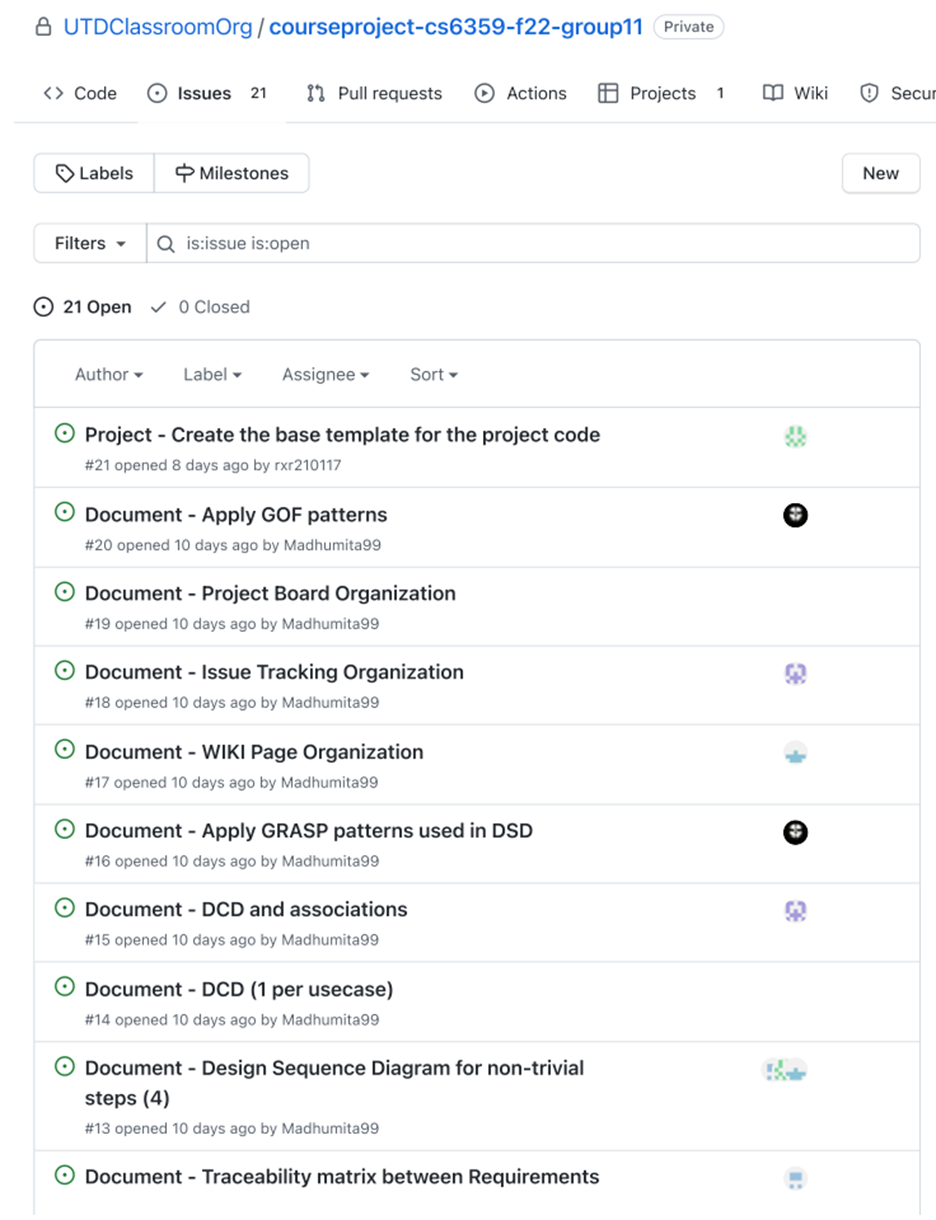 UTDClassroomOrg / courseproject-cs6359-f22-group11 Private
Code Issues 21 Pull requests Actions Projects 1 Wiki Secur
Labels Milestones New
Filters is:issue is:open
21 Open 0 Closed
Author Label Assignee Sort
Project - Create the base template for the project code
#21 opened 8 days ago by rxr210117
Document - Apply GOF patterns
#20 opened 10 days ago by Madhumita99
Document - Project Board Organization
#19 opened 10 days ago by Madhumita99
Document - Issue Tracking Organization
#18 opened 10 days ago by Madhumita99
Document - WIKI Page Organization
#17 opened 10 days ago by Madhumita99
Document - Apply GRASP patterns used in DSD
#16 opened 10 days ago by Madhumita99
Document - DCD and associations
#15 opened 10 days ago by Madhumita99
Document - DCD (1 per usecase)
#14 opened 10 days ago by Madhumita99
Document - Design Sequence Diagram for non-trivial
steps (4)
#13 opened 10 days ago by Madhumita99
Document - Traceability matrix between Requirements